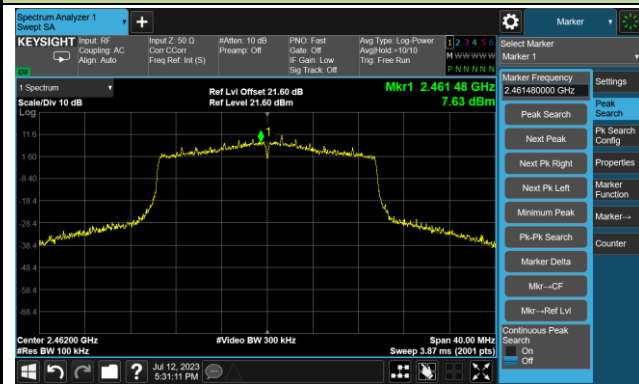 Spectrum Analyzer 1
Swept SA
Marker
KEYSIGHT
Input: RF
Coupling: AC
Align: Auto
Input Z: 50 Ω
Corr CCorr
Freq Ref: Int (S)
#Atten: 10 dB
Preamp: Off
PNO: Fast
Gate: Off
IF Gain: Low
Sig Track: Off
Avg Type: Log-Power
Avg|Hold:>10/10
Trig: Free Run
1 2 3 4 5 6
M W W W W W
P N N N N N
LXI
Select Marker
Marker 1
1 Spectrum
Scale/Div 10 dB
Log
Ref Lvl Offset 21.60 dB
Ref Level 21.60 dBm
Mkr1 2.461 48 GHz
7.63 dBm
1
11.6
1.60
-8.40
-18.4
-28.4
-38.4
-48.4
-58.4
-68.4
Center 2.46200 GHz
#Res BW 100 kHz
#Video BW 300 kHz
Span 40.00 MHz
Sweep 3.87 ms (2001 pts)
Marker Frequency
2.461480000 GHz
Peak Search
Next Peak
Next Pk Right
Next Pk Left
Minimum Peak
Pk-Pk Search
Marker Delta
Mkr→CF
Mkr→Ref Lvl
Continuous Peak
Search
On
Off
Settings
Peak
Search
Pk Search
Config
Properties
Marker
Function
Marker→
Counter
Jul 12, 2023
5:31:11 PM